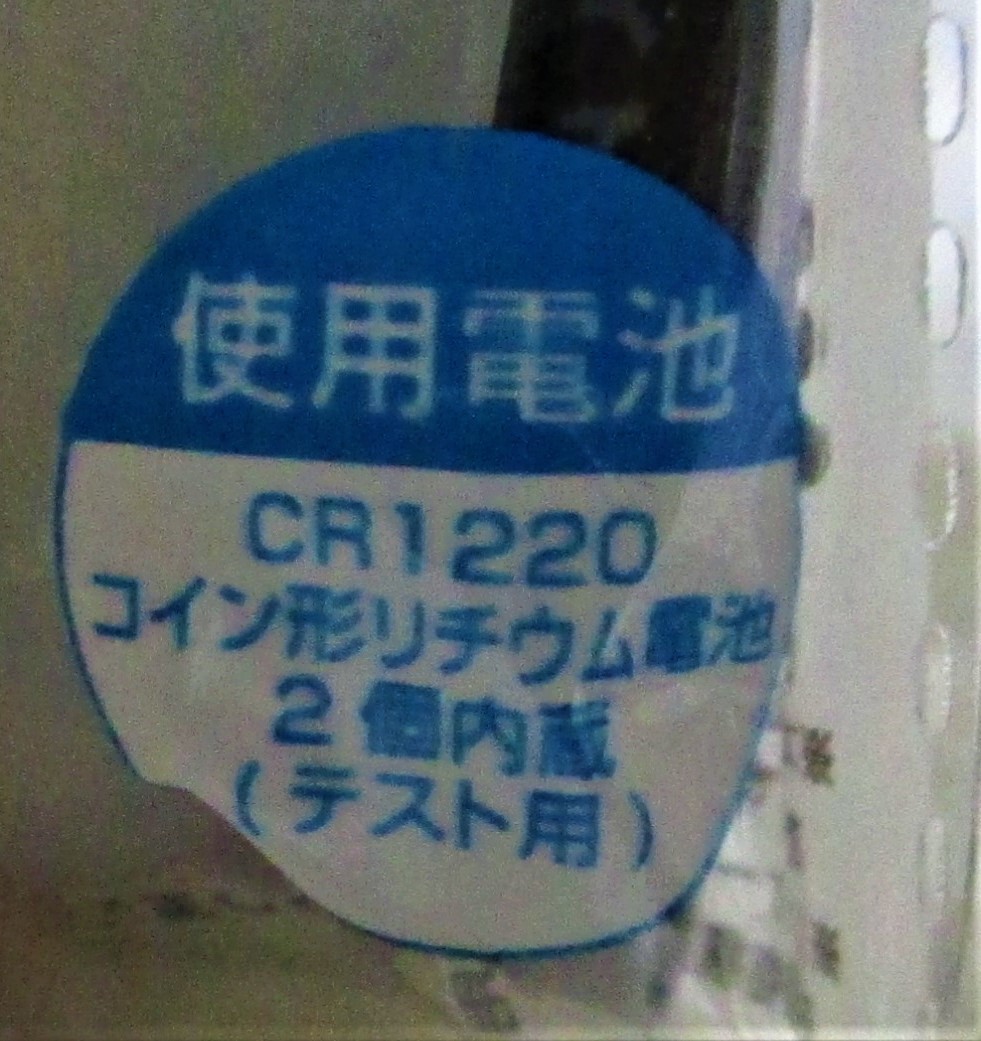 使用電池
CR1220
コイン形リチウム電池
2個内蔵
(テスト用)